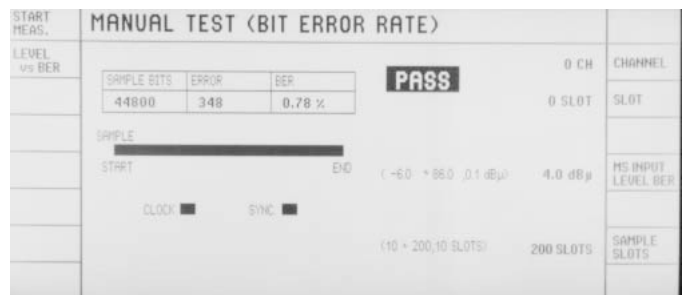 START
MEAS.
MANUAL TEST (BIT ERROR RATE)
LEVEL
vs BER
0 CH
CHANNEL
SAMPLE BITS ERROR BER
PASS
44800 348 0.78 %
0 SLOT
SLOT
SAMPLE
START END
(-6.0 ~ 86.0 ,0.1 dBμ)
4.0 dBμ
MS INPUT
LEVEL BER
CLOCK SYNC.
(10 ~ 200,10 SLOTS)
200 SLOTS
SAMPLE
SLOTS